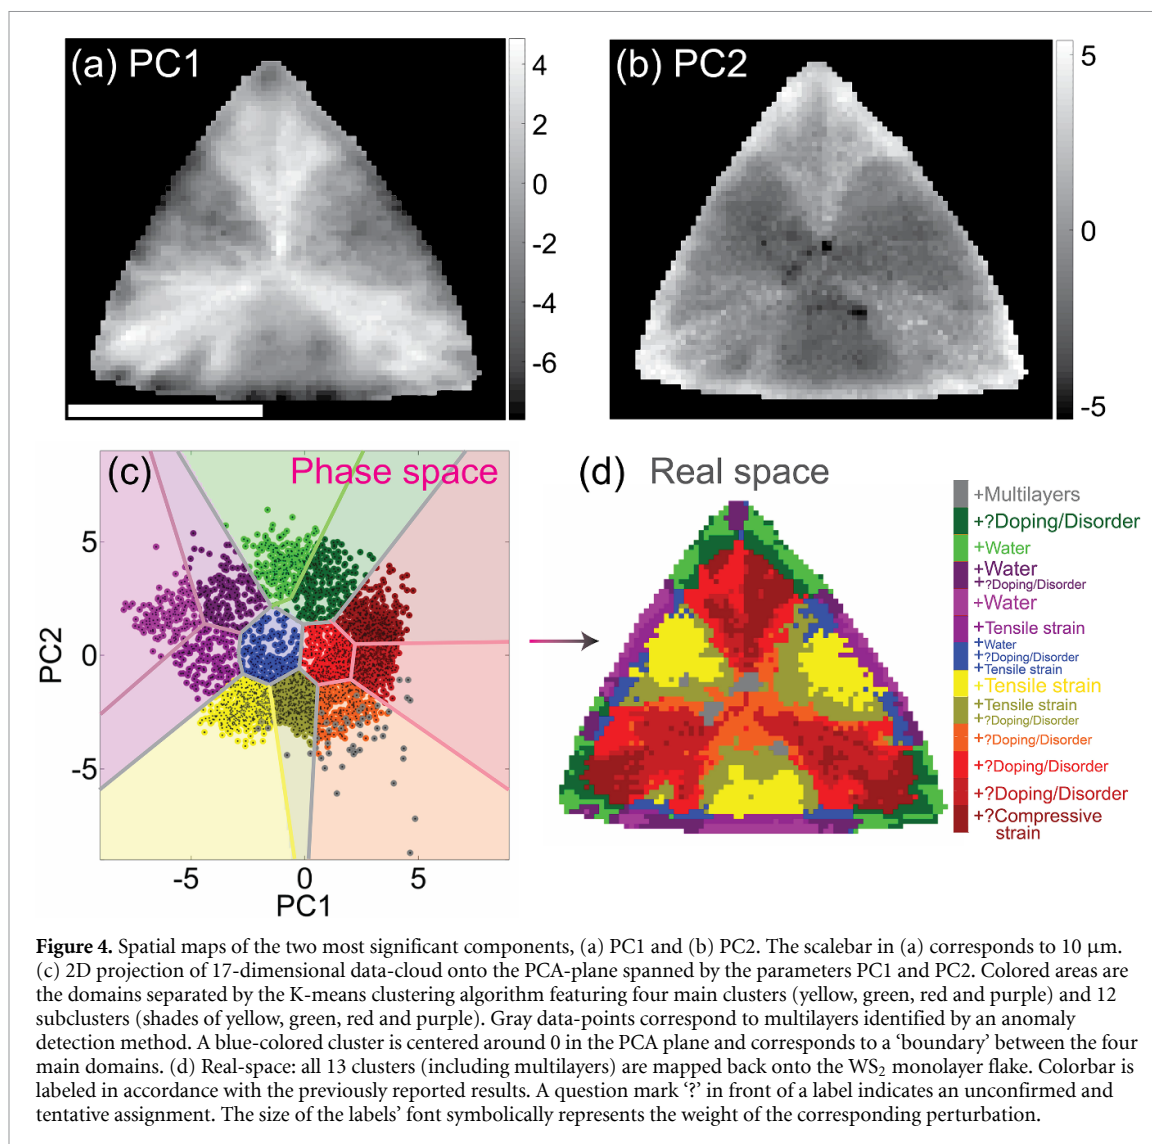 (a) PC1
4
2
0
-2
-4
-6
(b) PC2
5
0
-5
(c)
Phase space
5
0
-5
PC2
-5
0
5
PC1
(d) Real space
+Multilayers
+?Doping/Disorder
+Water
+Water
+?Doping/Disorder
+Water
+Tensile strain
+Water
+?Doping/Disorder
+Tensile strain
+Tensile strain
+Tensile strain
+?Doping/Disorder
+?Doping/Disorder
+?Doping/Disorder
+?Doping/Disorder
+?Compressive
strain
Figure 4. Spatial maps of the two most significant components, (a) PC1 and (b) PC2. The scalebar in (a) corresponds to 10 μm.
(c) 2D projection of 17-dimensional data-cloud onto the PCA-plane spanned by the parameters PC1 and PC2. Colored areas are
the domains separated by the K-means clustering algorithm featuring four main clusters (yellow, green, red and purple) and 12
subclusters (shades of yellow, green, red and purple). Gray data-points correspond to multilayers identified by an anomaly
detection method. A blue-colored cluster is centered around 0 in the PCA plane and corresponds to a ‘boundary’ between the four
main domains. (d) Real-space: all 13 clusters (including multilayers) are mapped back onto the WS₂ monolayer flake. Colorbar is
labeled in accordance with the previously reported results. A question mark ‘?’ in front of a label indicates an unconfirmed and
tentative assignment. The size of the labels’ font symbolically represents the weight of the corresponding perturbation.